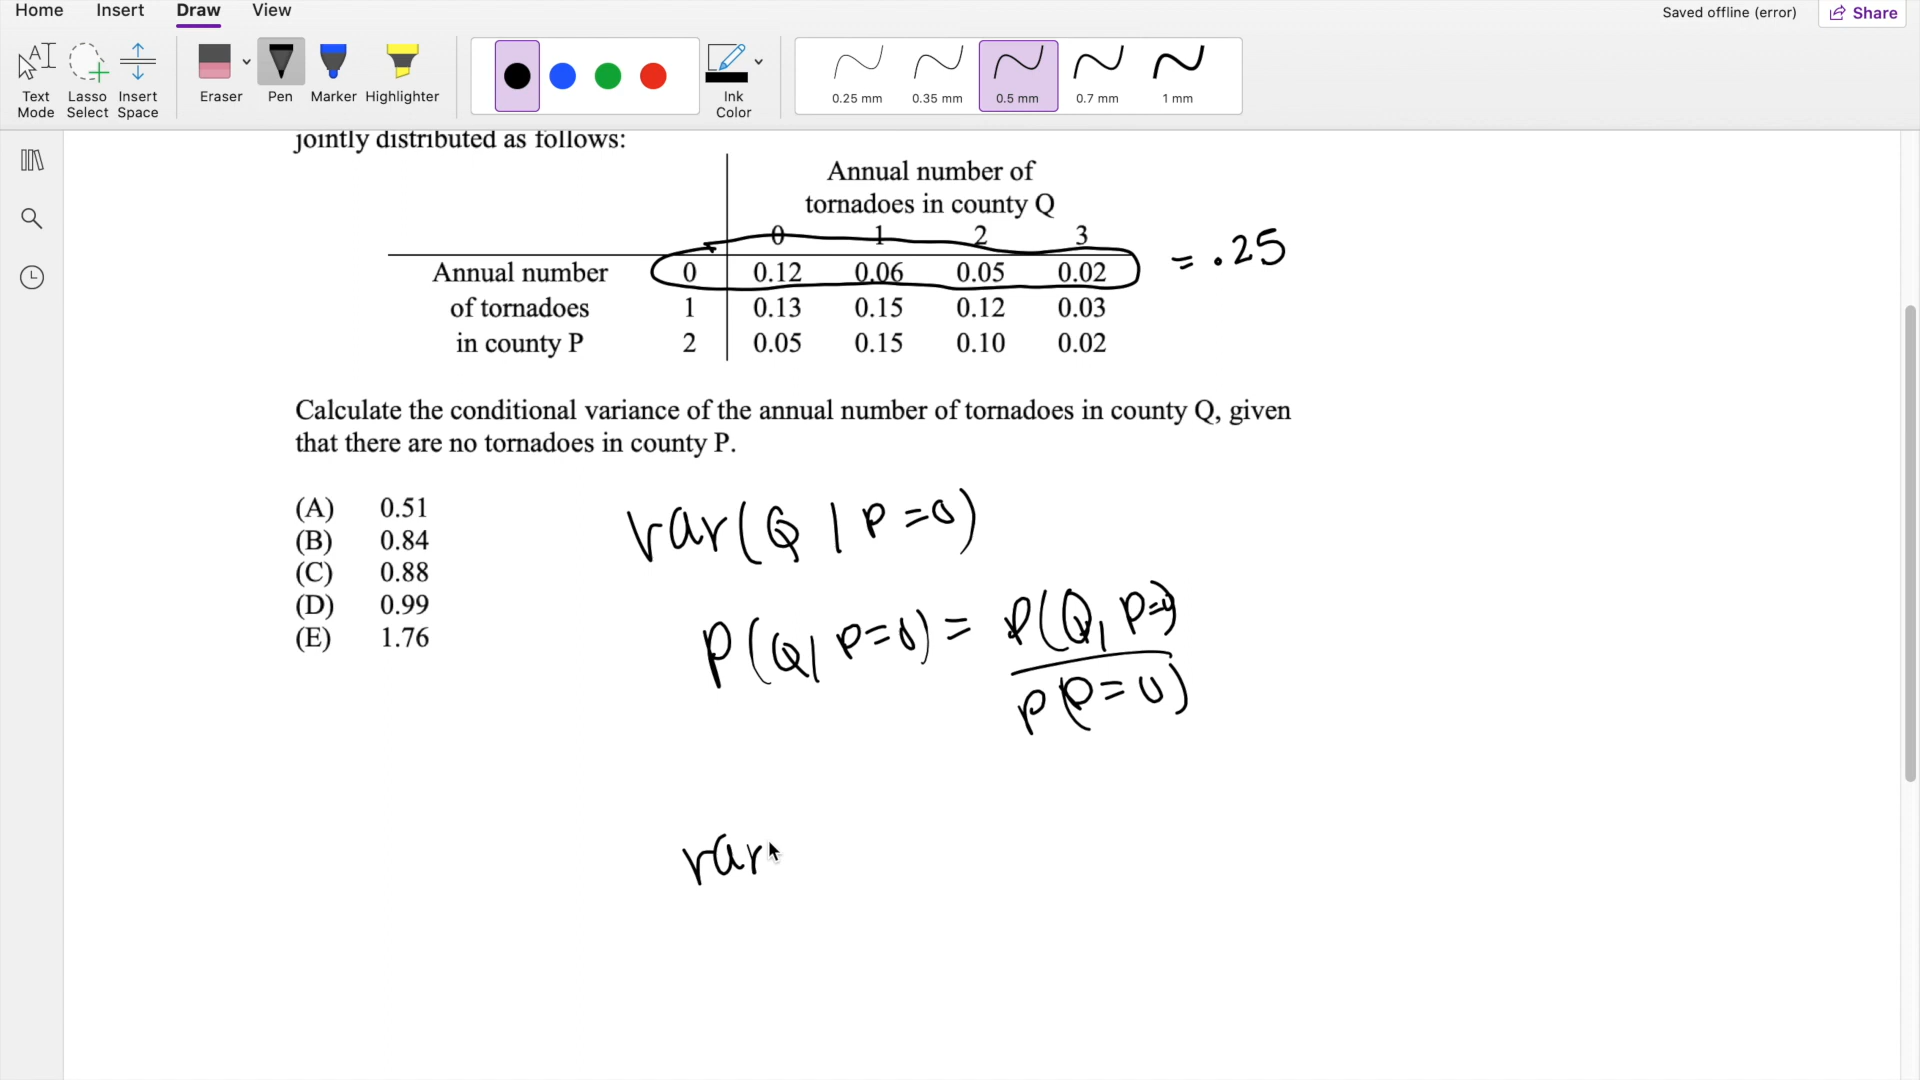 Home Insert Draw View
Saved offline (error) Share
Text Mode Lasso Select Insert Space Eraser Pen Marker Highlighter Ink Color 0.25 mm 0.35 mm 0.5 mm 0.7 mm 1 mm
jointly distributed as follows:
Annual number of
tornadoes in county Q
0 1 2 3
Annual number 0 0.12 0.06 0.05 0.02 = .25
of tornadoes 1 0.13 0.15 0.12 0.03
in county P 2 0.05 0.15 0.10 0.02
Calculate the conditional variance of the annual number of tornadoes in county Q, given
that there are no tornadoes in county P.
(A) 0.51
(B) 0.84
(C) 0.88
(D) 0.99
(E) 1.76
var(Q | P=0)
P(Q| P=0) = P(Q, P=0)
P(P=0)
var